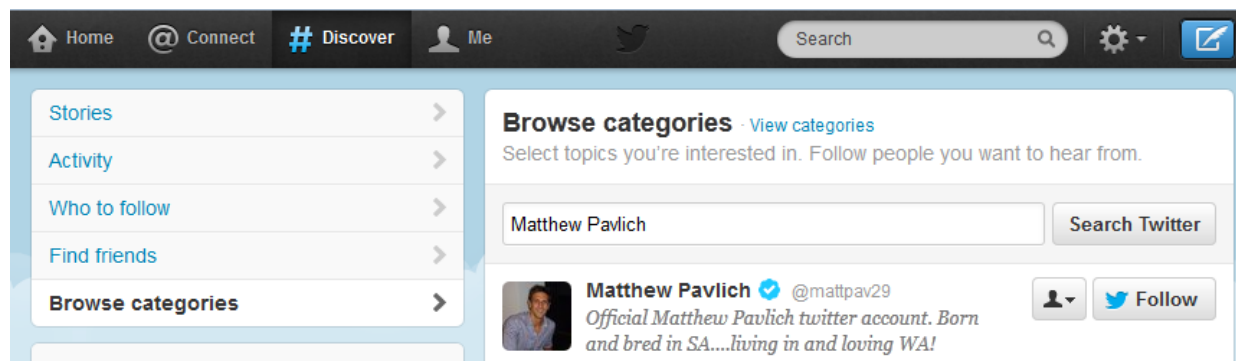 Home @ Connect # Discover Me Search
Stories
Activity
Who to follow
Find friends
Browse categories
Browse categories · View categories
Select topics you're interested in. Follow people you want to hear from.
Matthew Pavlich Search Twitter
Matthew Pavlich @mattpav29 Follow
Official Matthew Pavlich twitter account. Born
and bred in SA....living in and loving WA!